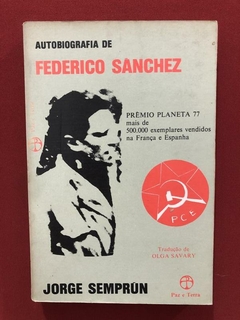 AUTOBIOGRAFIA DE
FEDERICO SANCHEZ
PRÊMIO PLANETA 77
mais de
500.000 exemplares vendidos
na França e Espanha
PCE
Tradução de
OLGA SAVARY
JORGE SEMPRÚN
Paz e Terra